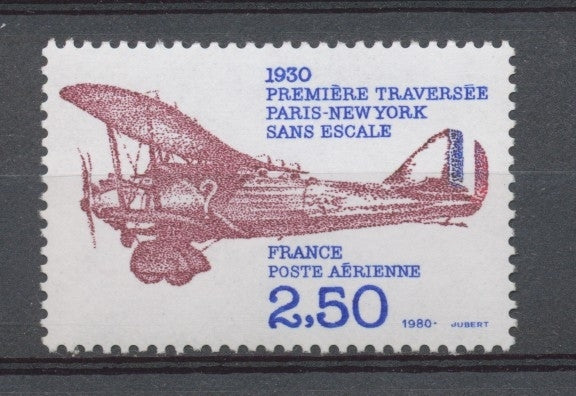 1930
PREMIÈRE TRAVERSÉE
PARIS-NEW YORK
SANS ESCALE
?
FRANCE
POSTE AÉRIENNE
2,50
1980- JUBERT